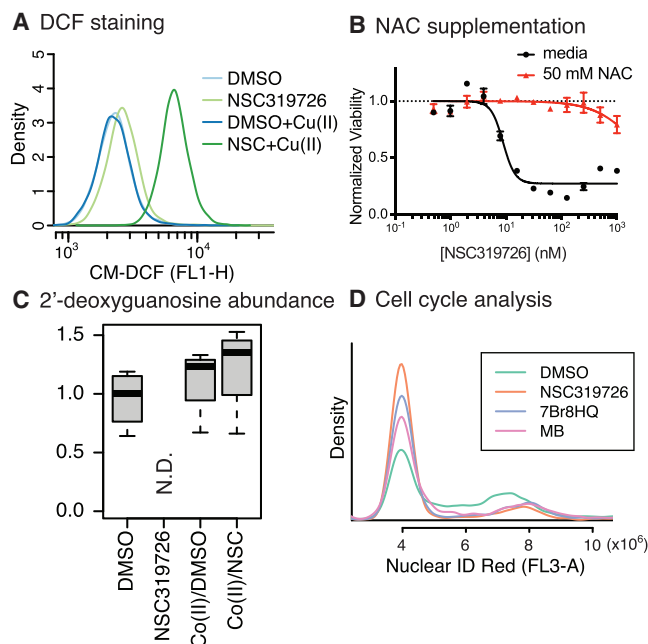 A DCF staining
5
4
3
2
1
0
Density
DMSO
NSC319726
DMSO+Cu(II)
NSC+Cu(II)
10³
10⁴
CM-DCF (FL1-H)
B NAC supplementation
media
50 mM NAC
1.0
0.5
0.0
Normalized Viability
10⁻¹
10⁰
10¹
10²
10³
[NSC319726] (nM)
C 2'-deoxyguanosine abundance
1.5
1.0
0.5
0.0
N.D.
DMSO
NSC319726
Co(II)/DMSO
Co(II)/NSC
D Cell cycle analysis
Density
DMSO
NSC319726
7Br8HQ
MB
4
6
8
10 (x10⁶)
Nuclear ID Red (FL3-A)